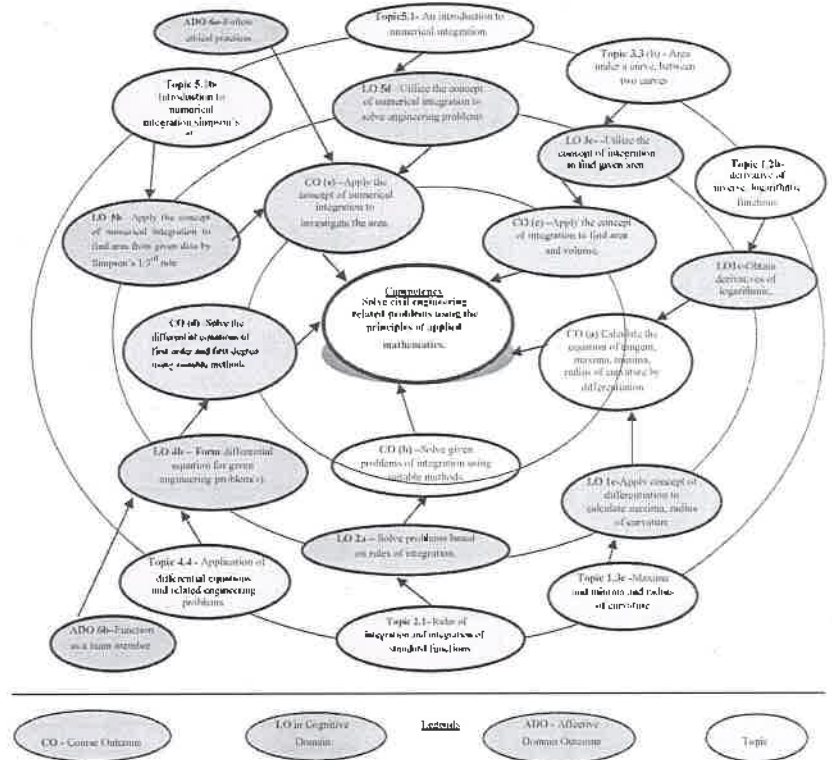 ADO 6a-Follow
ethical practices
Topic5.1- An introduction to
numerical integration
Topic 3.3 (b) - Area
under a curve, between
two curves
Topic 5.1b-
Introduction to
numerical
integration simpson's
LO 5d - Utilize the concept
of numerical integration to
solve engineering problems
LO 3c- -Utilize the
concept of integration
to find given area
Topic 1.2h-
derivative of
inverse, logarithmic
functions
CO (e) -Apply the
concept of numerical
integration to
investigate the area.
LO 5b - Apply the concept
of numerical integration to
find area from given data by
Simpson's 1/3rd rule
CO (c) -Apply the concept
of integration to find area
and volume.
LO1c-Obtain
derivatives of
logarithmic,
Competency
Solve civil engineering
related problems using the
principles of applied
mathematics.
CO (d) -Solve the
differential equations of
first order and first degree
using suitable methods
CO (a) Calculate the
equation of tangent,
maxima, minima,
radius of curvature by
differentiation
LO 4b - Form differential
equation for given
engineering problem(s).
CO (b) -Solve given
problems of integration using
suitable methods
LO 1e-Apply concept of
differentiation to
calculate maxima, radius
of curvature
LO 2a - Solve problems based
on rules of integration.
Topic 4.4 - Application of
differential equations
and related engineering
problems.
Topic 1.3c -Maxima
and minima and radius
of curvature
ADO 6b-Function
as a team member
Topic 2.1- Rules of
integration and integration of
standard functions
Legends
CO - Course Outcome
LO in Cognitive
Domain
ADO - Affective
Domain Outcome
Topic